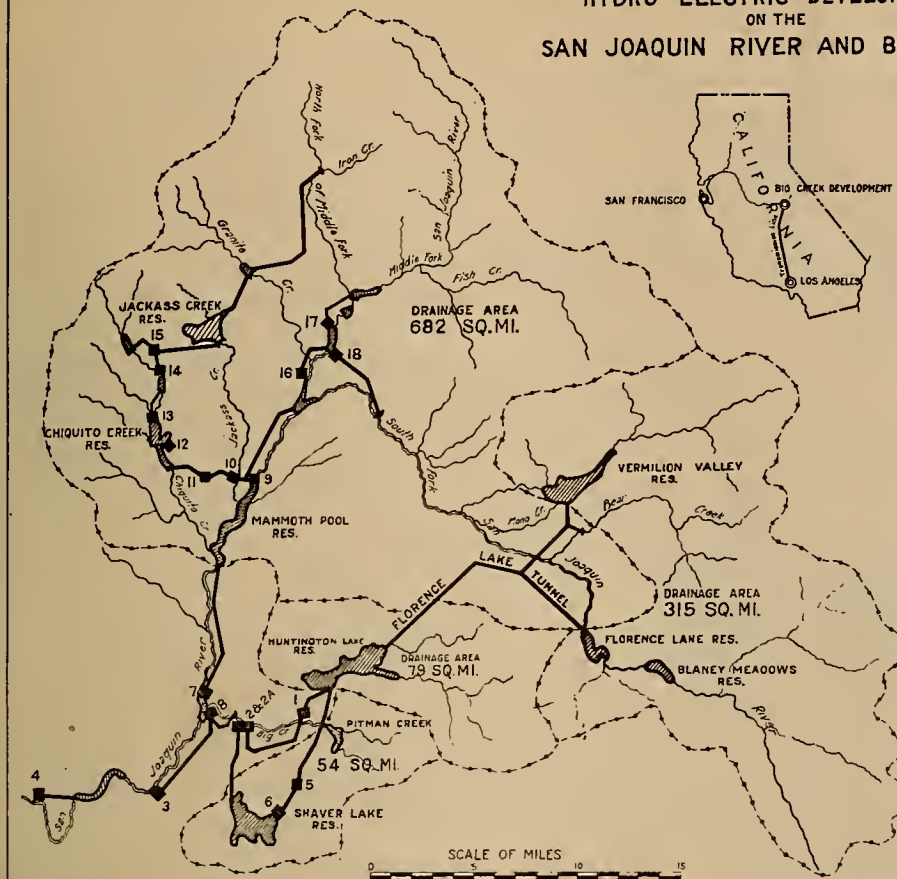 HYDRO ELECTRIC
ON THE
SAN JOAQUIN RIVER AND
CALIFORNIA
SAN FRANCISCO
BIG CREEK DEVELOPMENT
LOS ANGELES
North Fork
of Middle Fork
Iron Cr.
San Joaquin River
Granite
Cr.
Middle Fork
Fish Cr.
JACKASS CREEK
RES.
DRAINAGE AREA
682 SQ.MI.
17
18
15
14
16
13
12
CHIQUITO CREEK
RES.
Jackass
Cr.
11
10
9
Chiquito Cr.
South
Fork
San
Joaquin
River
VERMILION VALLEY
RES.
Mono Cr.
Bear
Creek
MAMMOTH POOL
RES.
FLORENCE LAKE TUNNEL
DRAINAGE AREA
315 SQ.MI.
HUNTINGTON LAKE
RES.
DRAINAGE AREA
79 SQ.MI.
FLORENCE LAKE RES.
BLANEY MEADOWS
RES.
7
8
2&2A
1
Big Cr.
PITMAN CREEK
54 SQ.MI.
5
6
SHAVER LAKE
RES.
4
3
San
Joaquin
River
SCALE OF MILES
0 5 10 15